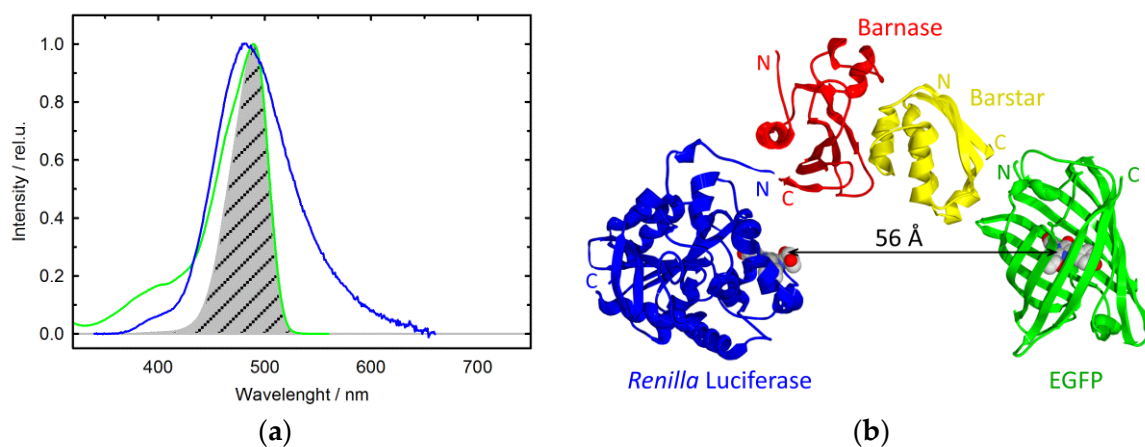 Intensity / rel.u.
1.0
0.8
0.6
0.4
0.2
0.0
400
500
600
700
Wavelenght / nm
(a)
Barnase
N
N
Barstar
C
N
C
N
C
56 Å
C
Renilla Luciferase
EGFP
(b)